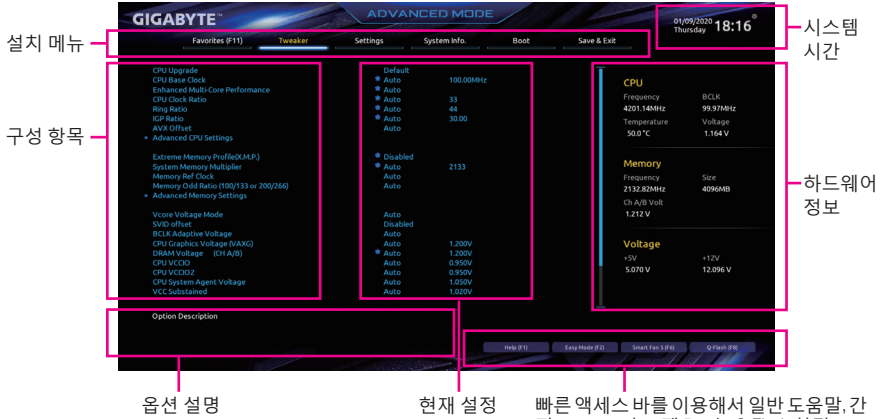 GIGABYTE™
ADVANCED MODE
01/09/2020
Thursday
18:16
시스템
시간
설치 메뉴
Favorites (F11) Tweaker Settings System Info. Boot Save & Exit
CPU Upgrade Default
CPU Base Clock Auto 100.00MHz
Enhanced Multi-Core Performance Auto
CPU Clock Ratio Auto 33
Ring Ratio Auto 44
IGP Ratio Auto 30.00
AVX Offset Auto
Advanced CPU Settings
구성 항목
Extreme Memory Profile(X.M.P.) Disabled
System Memory Multiplier Auto 2133
Memory Ref Clock Auto
Memory Odd Ratio (100/133 or 200/266) Auto
Advanced Memory Settings
Vcore Voltage Mode Auto
SVID offset Disabled
BCLK Adaptive Voltage Auto
CPU Graphics Voltage (VAXG) Auto 1.200V
DRAM Voltage (CH A/B) Auto 1.200V
CPU VCCIO Auto 0.950V
CPU VCCIO2 Auto 0.950V
CPU System Agent Voltage Auto 1.050V
VCC Substained Auto 1.020V
CPU
Frequency BCLK
4201.14MHz 99.97MHz
Temperature Voltage
50.0 °C 1.164 V
Memory
Frequency Size
2132.82MHz 4096MB
Ch A/B Volt
1.212 V
Voltage
+5V +12V
5.070 V 12.096 V
하드웨어
정보
Option Description
Help (F1) Easy Mode (F2) Smart Fan 5 (F6) Q-Flash (F8)
옵션 설명
현재 설정
빠른 액세스 바를 이용해서 일반 도움말, 간